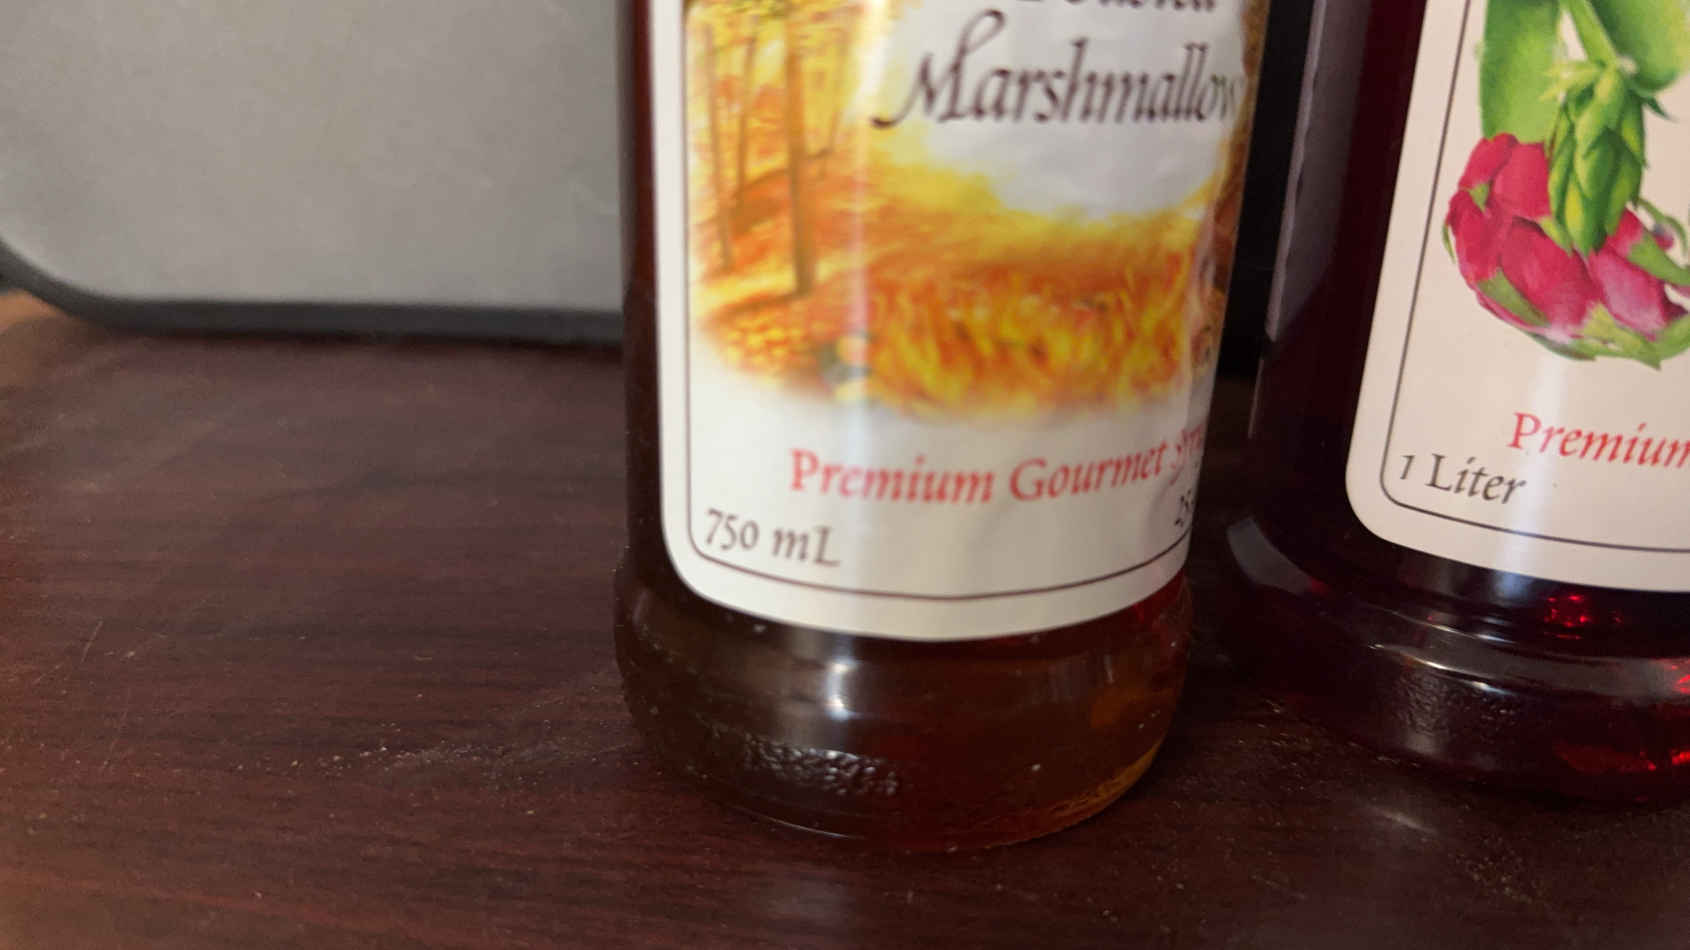 Marshmallow
Premium Gourmet
750 mL
Premium
1 Liter